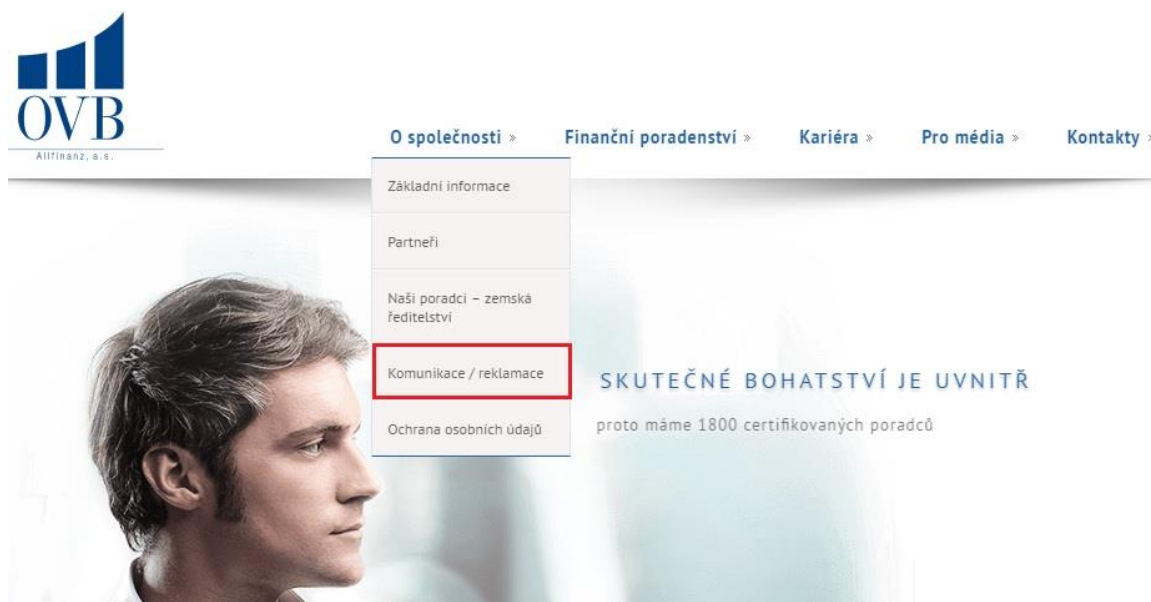 OVB
Allfinanz, a.s.
O společnosti » Finanční poradenství » Kariéra » Pro média » Kontakty »
Základní informace
Partneři
Naši poradci – zemská
ředitelství
Komunikace / reklamace
Ochrana osobních údajů
SKUTEČNÉ BOHATSTVÍ JE UVNITŘ
proto máme 1800 certifikovaných poradců